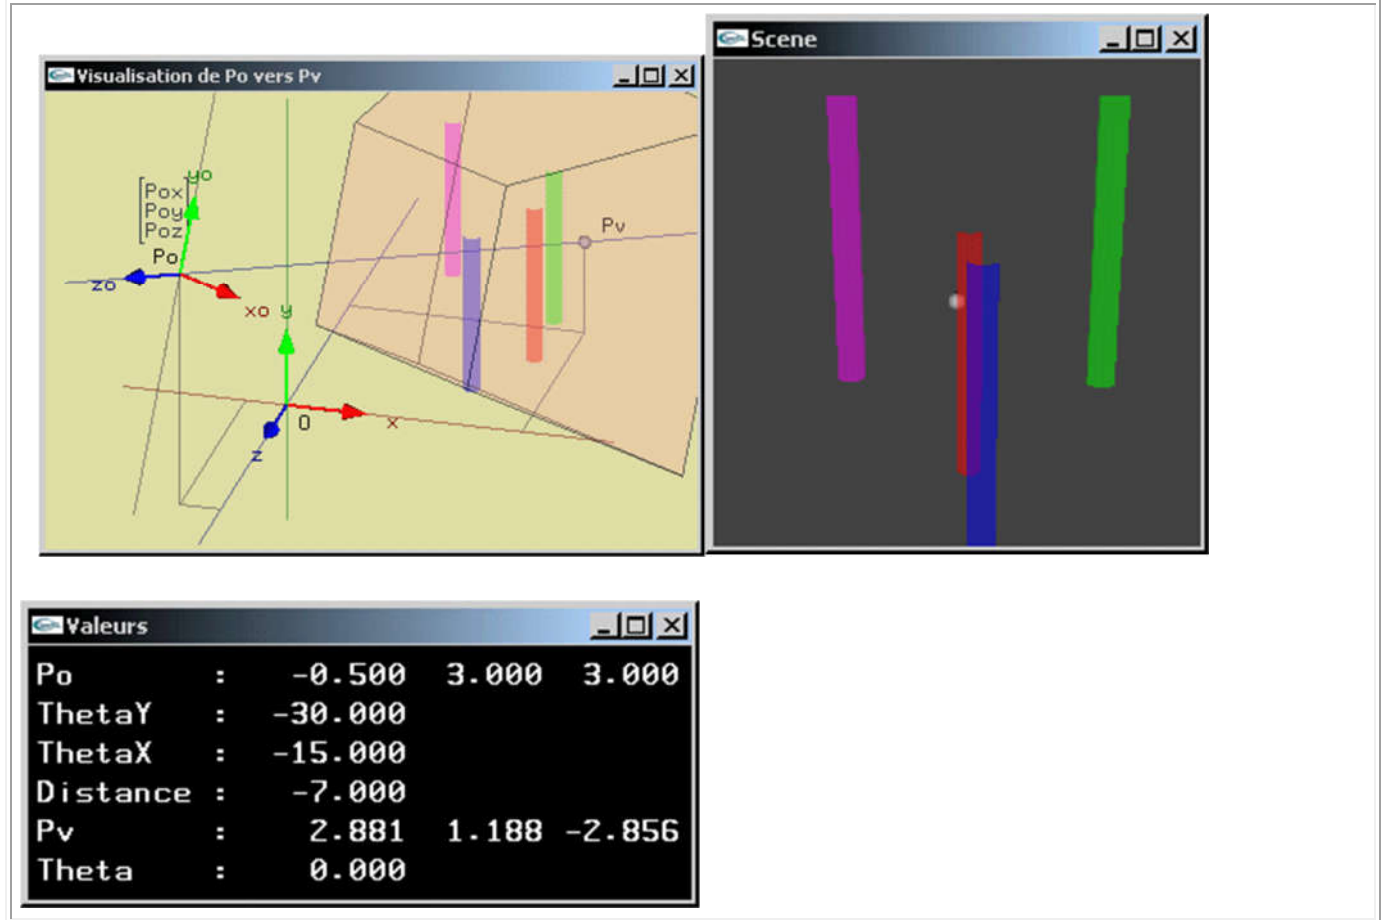 Visualisation de Po vers Pv
Scene
yo
Pox
Poy
Poz
Po
zo
xo
y
Pv
O
x
z
Valeurs
Po : -0.500 3.000 3.000
ThetaY : -30.000
ThetaX : -15.000
Distance : -7.000
Pv : 2.881 1.188 -2.856
Theta : 0.000